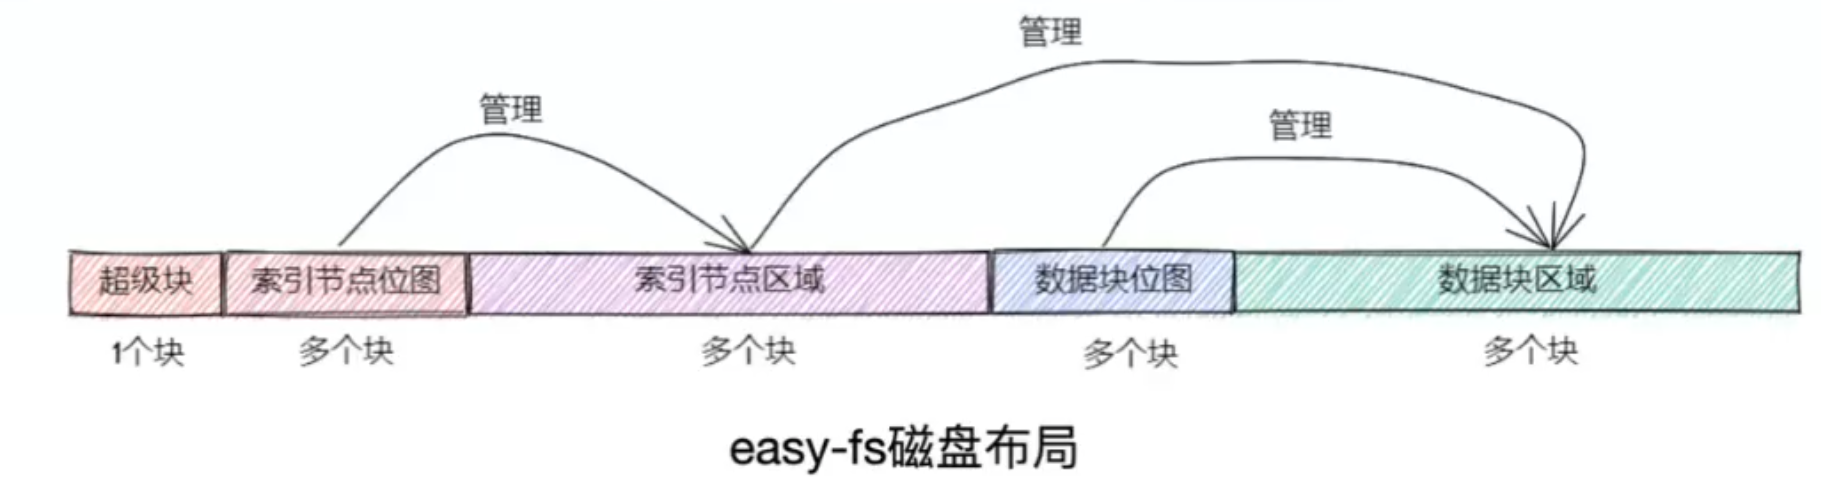 管理
管理
管理
超级块
索引节点位图
索引节点区域
数据块位图
数据块区域
1个块
多个块
多个块
多个块
多个块
easy-fs磁盘布局